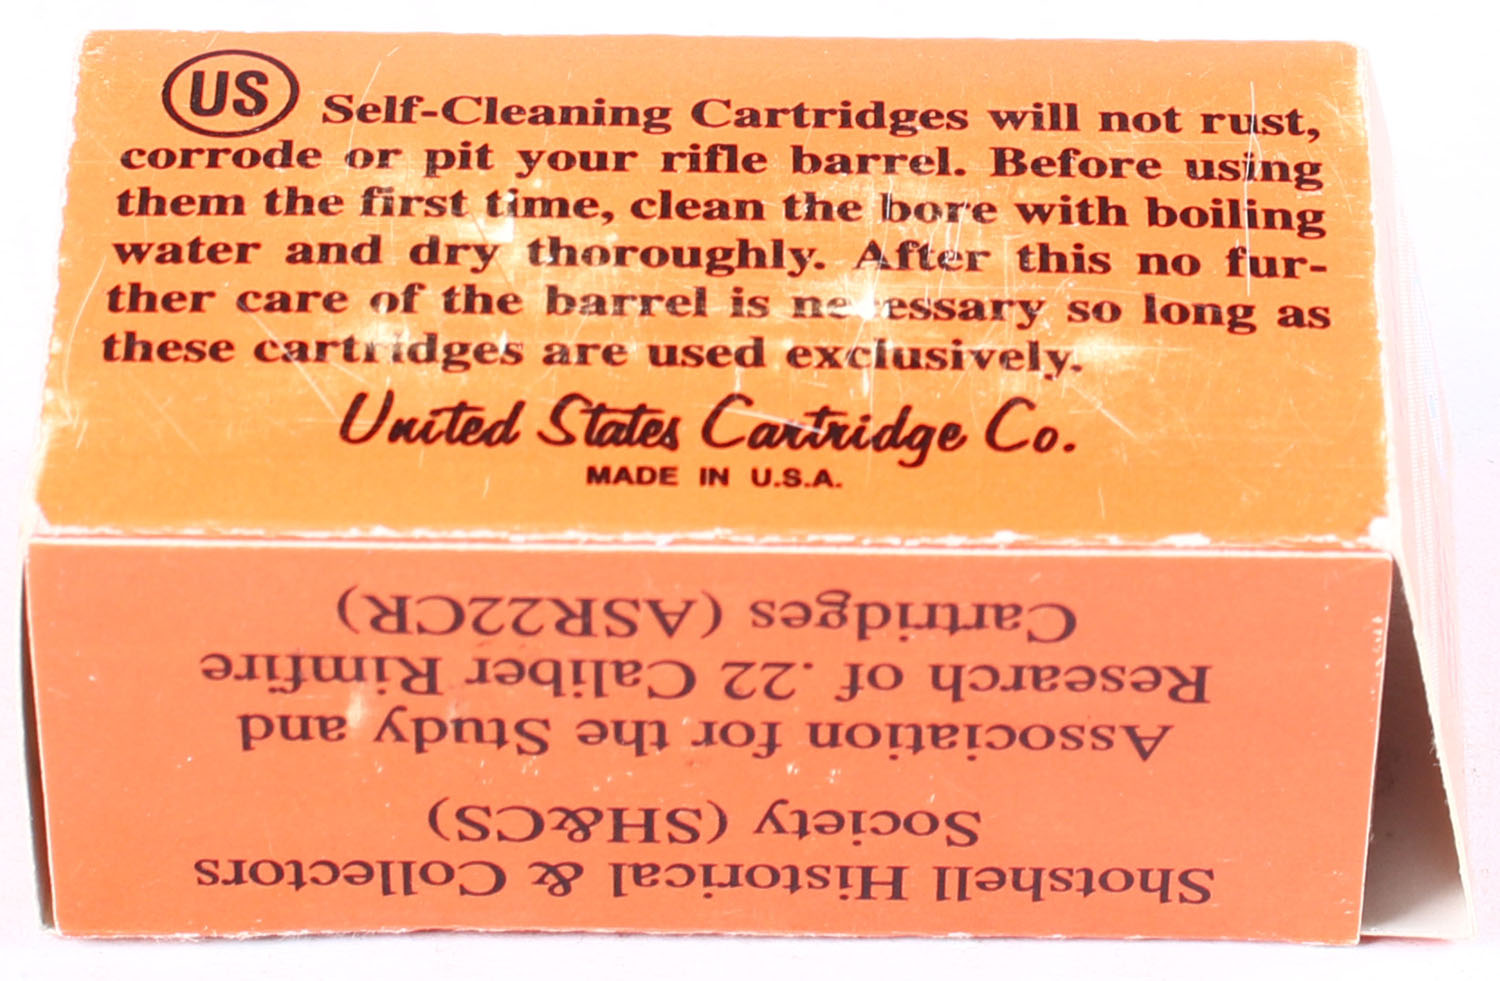 US Self-Cleaning Cartridges will not rust,
corrode or pit your rifle barrel. Before using
them the first time, clean the bore with boiling
water and dry thoroughly. After this no fur-
ther care of the barrel is necessary so long as
these cartridges are used exclusively.
United States Cartridge Co.
MADE IN U.S.A.
Shotshell Historical & Collectors
Society (SH&CS)
Association for the Study and
Research of .22 Caliber Rimfire
Cartridges (ASR22CR)